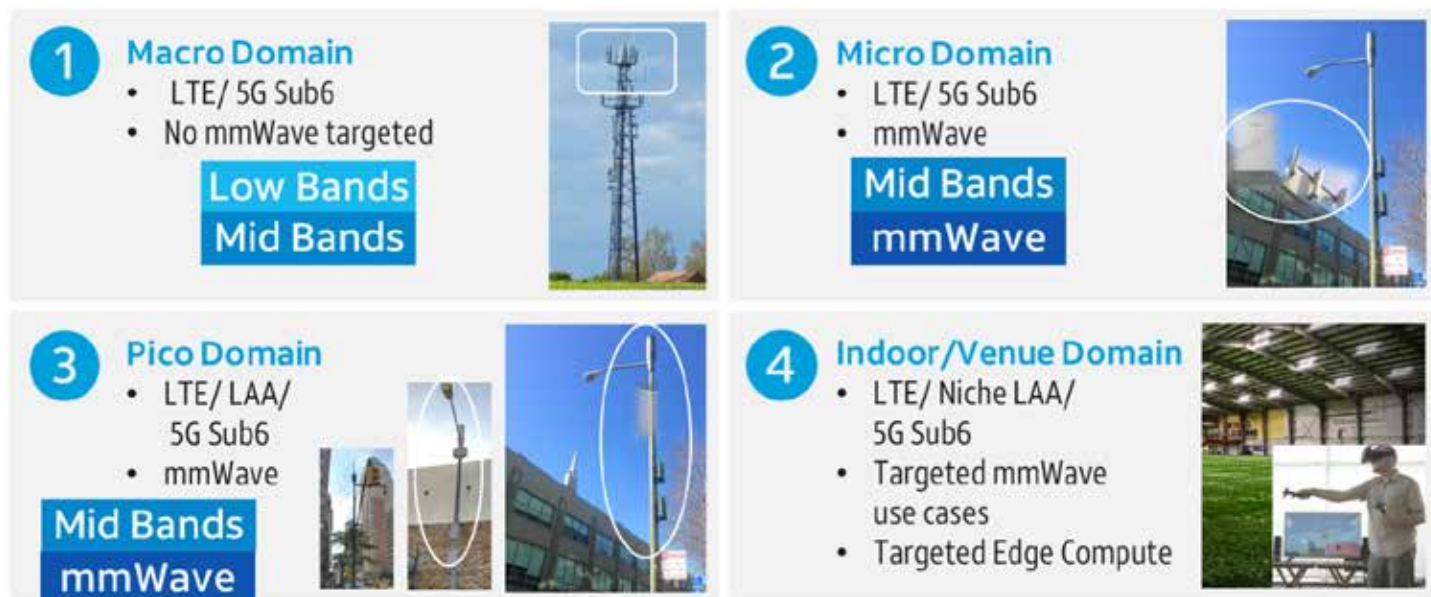 1
Macro Domain
• LTE/ 5G Sub6
• No mmWave targeted
Low Bands
Mid Bands
2
Micro Domain
• LTE/ 5G Sub6
• mmWave
Mid Bands
mmWave
3
Pico Domain
• LTE/ LAA/
5G Sub6
• mmWave
Mid Bands
mmWave
4
Indoor/Venue Domain
• LTE/ Niche LAA/
5G Sub6
• Targeted mmWave
use cases
• Targeted Edge Compute